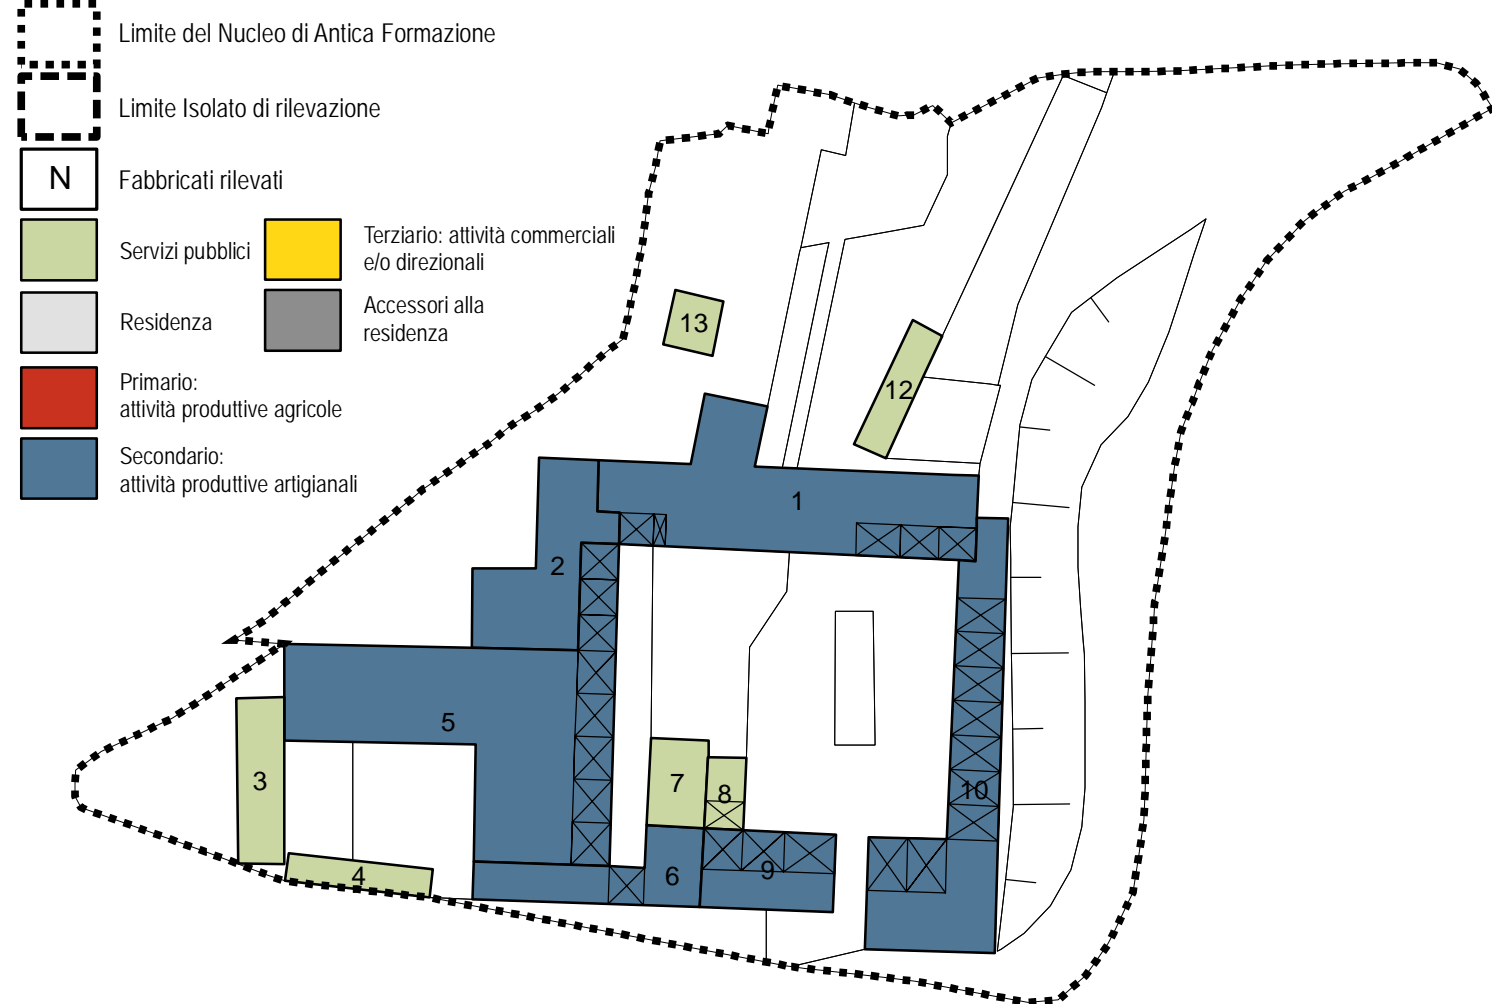 Limite del Nucleo di Antica Formazione
Limite Isolato di rilevazione
N
Fabbricati rilevati
Servizi pubblici
Terziario: attività commerciali
e/o direzionali
Residenza
Accessori alla
residenza
Primario:
attività produttive agricole
Secondario:
attività produttive artigianali
13
12
1
2
5
3
4
7
8
6
9
10